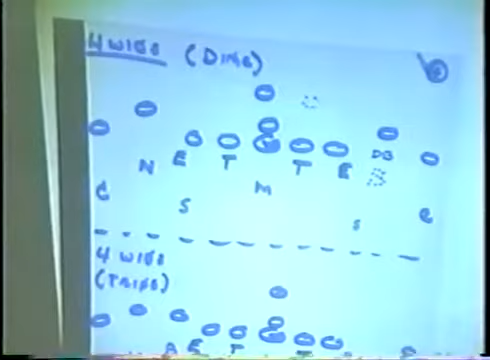 4 WIDE (DIME)
DB
N E T T E B
M
C S S C
4 WIDE
(TRIPS)
E T T